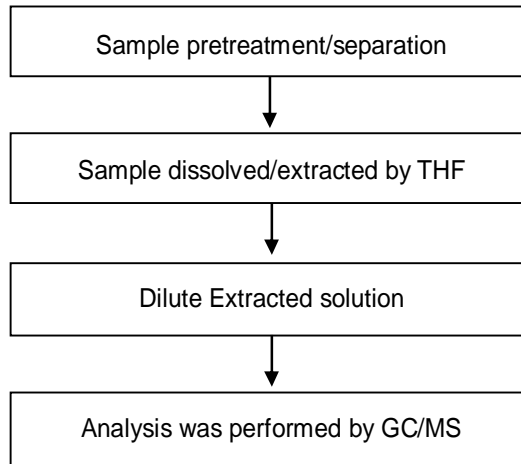 Sample pretreatment/separation
Sample dissolved/extracted by THF
Dilute Extracted solution
Analysis was performed by GC/MS